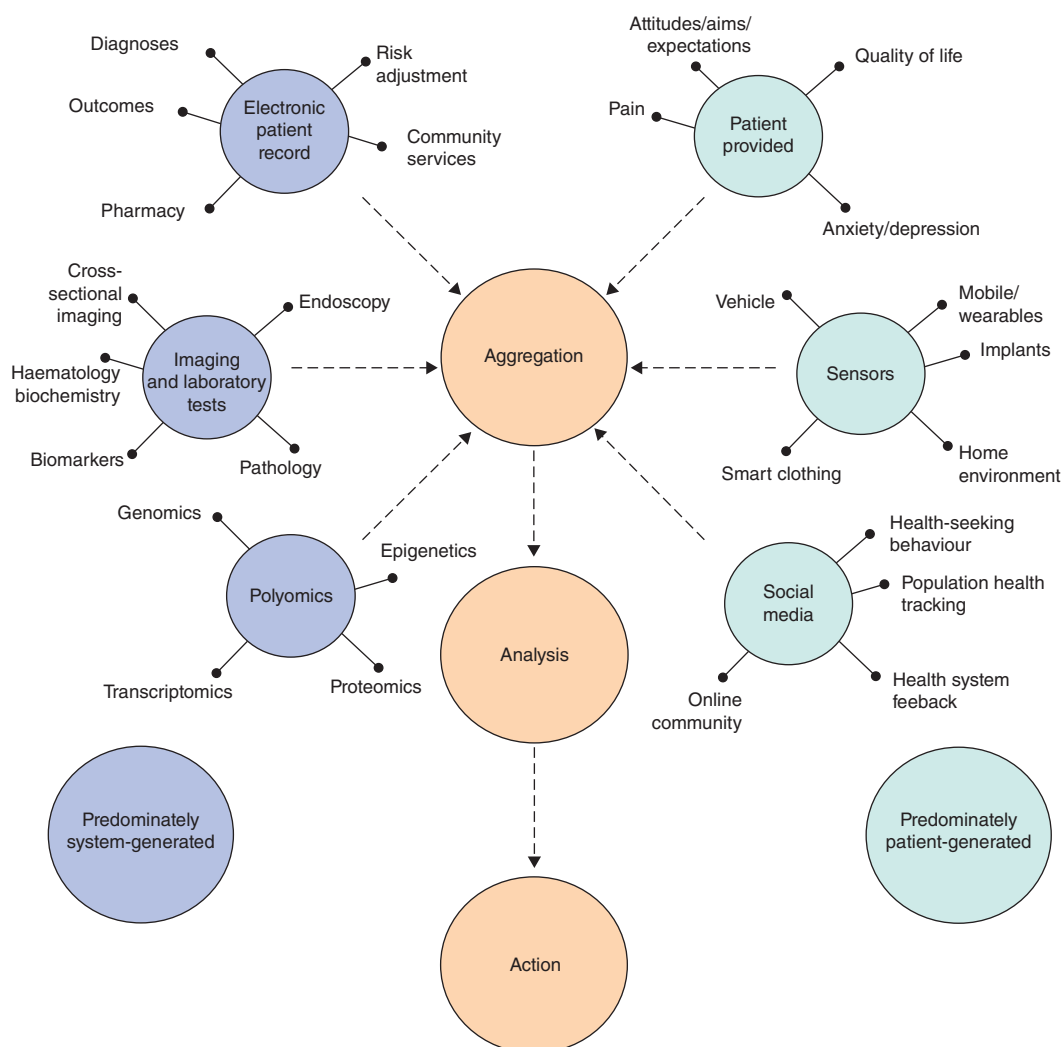 Diagnoses
Risk
adjustment
Outcomes
Electronic
patient
record
Community
services
Pharmacy
Attitudes/aims/
expectations
Quality of life
Pain
Patient
provided
Anxiety/depression
Cross-
sectional
imaging
Endoscopy
Haematology
biochemistry
Imaging
and laboratory
tests
Biomarkers
Pathology
Aggregation
Vehicle
Mobile/
wearables
Implants
Sensors
Smart clothing
Home
environment
Genomics
Epigenetics
Polyomics
Transcriptomics
Proteomics
Analysis
Health-seeking
behaviour
Population health
tracking
Social
media
Online
community
Health system
feeback
Predominately
system-generated
Predominately
patient-generated
Action